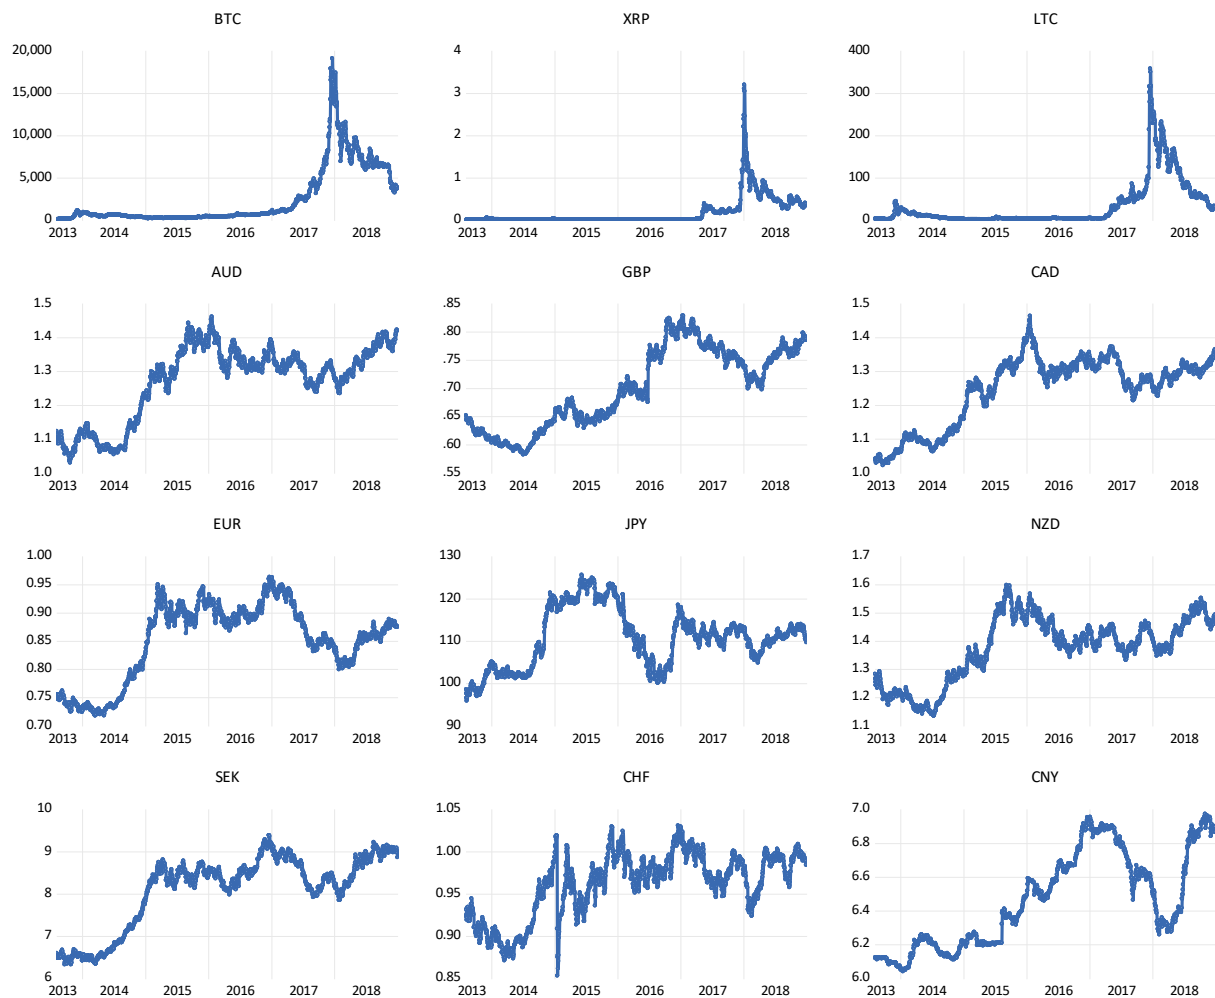 BTC XRP LTC
20,000 4 400
15,000 3 300
10,000 2 200
5,000 1 100
0 0 0
2013 2014 2015 2016 2017 2018 2013 2014 2015 2016 2017 2018 2013 2014 2015 2016 2017 2018
AUD GBP CAD
1.5 .85 1.5
.80
1.4 1.4
.75
1.3 1.3
.70
1.2 1.2
.65
1.1 .60 1.1
1.0 .55 1.0
2013 2014 2015 2016 2017 2018 2013 2014 2015 2016 2017 2018 2013 2014 2015 2016 2017 2018
EUR JPY NZD
1.00 130 1.7
0.95 1.6
120
0.90 1.5
0.85 110 1.4
0.80 1.3
100
0.75 1.2
0.70 90 1.1
2013 2014 2015 2016 2017 2018 2013 2014 2015 2016 2017 2018 2013 2014 2015 2016 2017 2018
SEK CHF CNY
10 1.05 7.0
9 1.00 6.8
6.6
8 0.95
6.4
7 0.90 6.2
6 0.85 6.0
2013 2014 2015 2016 2017 2018 2013 2014 2015 2016 2017 2018 2013 2014 2015 2016 2017 2018